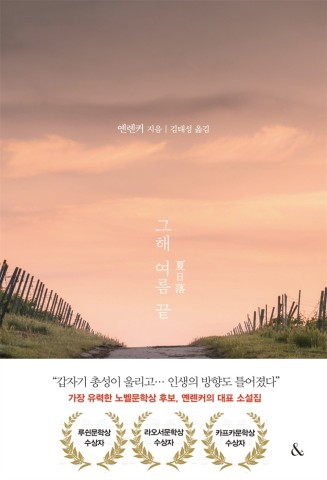 옌롄커 지음 | 김태성 옮김
그해 여름 끝
夏日落
“갑자기 총성이 울리고… 인생의 방향도 틀어졌다”
가장 유력한 노벨문학상 후보, 옌롄커의 대표 소설집
루쉰문학상
수상자
라오서문학상
수상자
카프카문학상
수상자
&